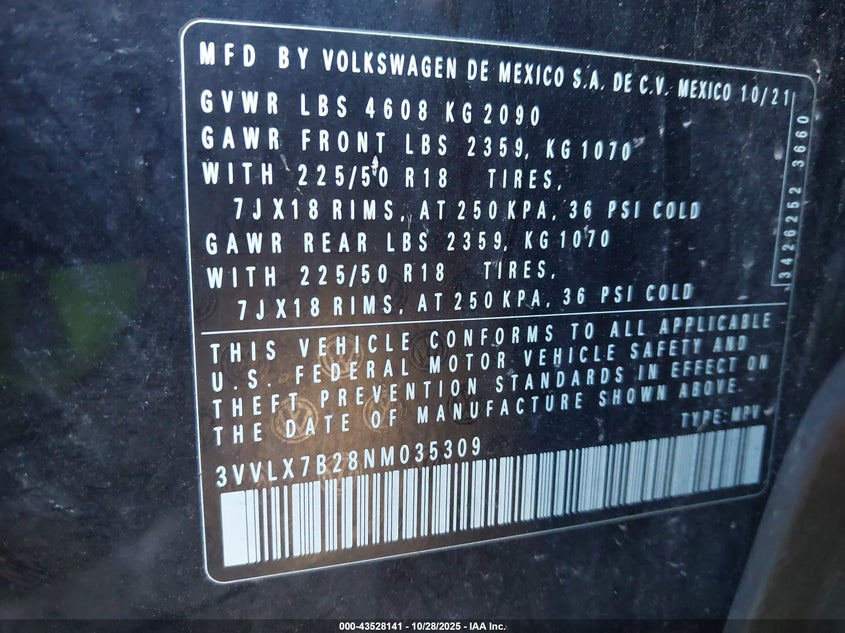 MFD BY VOLKSWAGEN DE MEXICO S.A. DE C.V. MEXICO 10/21
GVWR LBS 4608 KG 2090
GAWR FRONT LBS 2359, KG 1070
WITH 225/50 R18 TIRES,
7JX18 RIMS, AT 250 KPA, 36 PSI COLD
GAWR REAR LBS 2359, KG 1070
WITH 225/50 R18 TIRES,
7JX18 RIMS, AT 250 KPA, 36 PSI COLD
3426252 3660
THIS VEHICLE CONFORMS TO ALL APPLICABLE
U.S. FEDERAL MOTOR VEHICLE SAFETY AND
THEFT PREVENTION STANDARDS IN EFFECT ON
THE DATE OF MANUFACTURE SHOWN ABOVE.
TYPE: MPV
3VVLX7B28NM035309
000-43528141 - 10/28/2025 - IAA Inc.